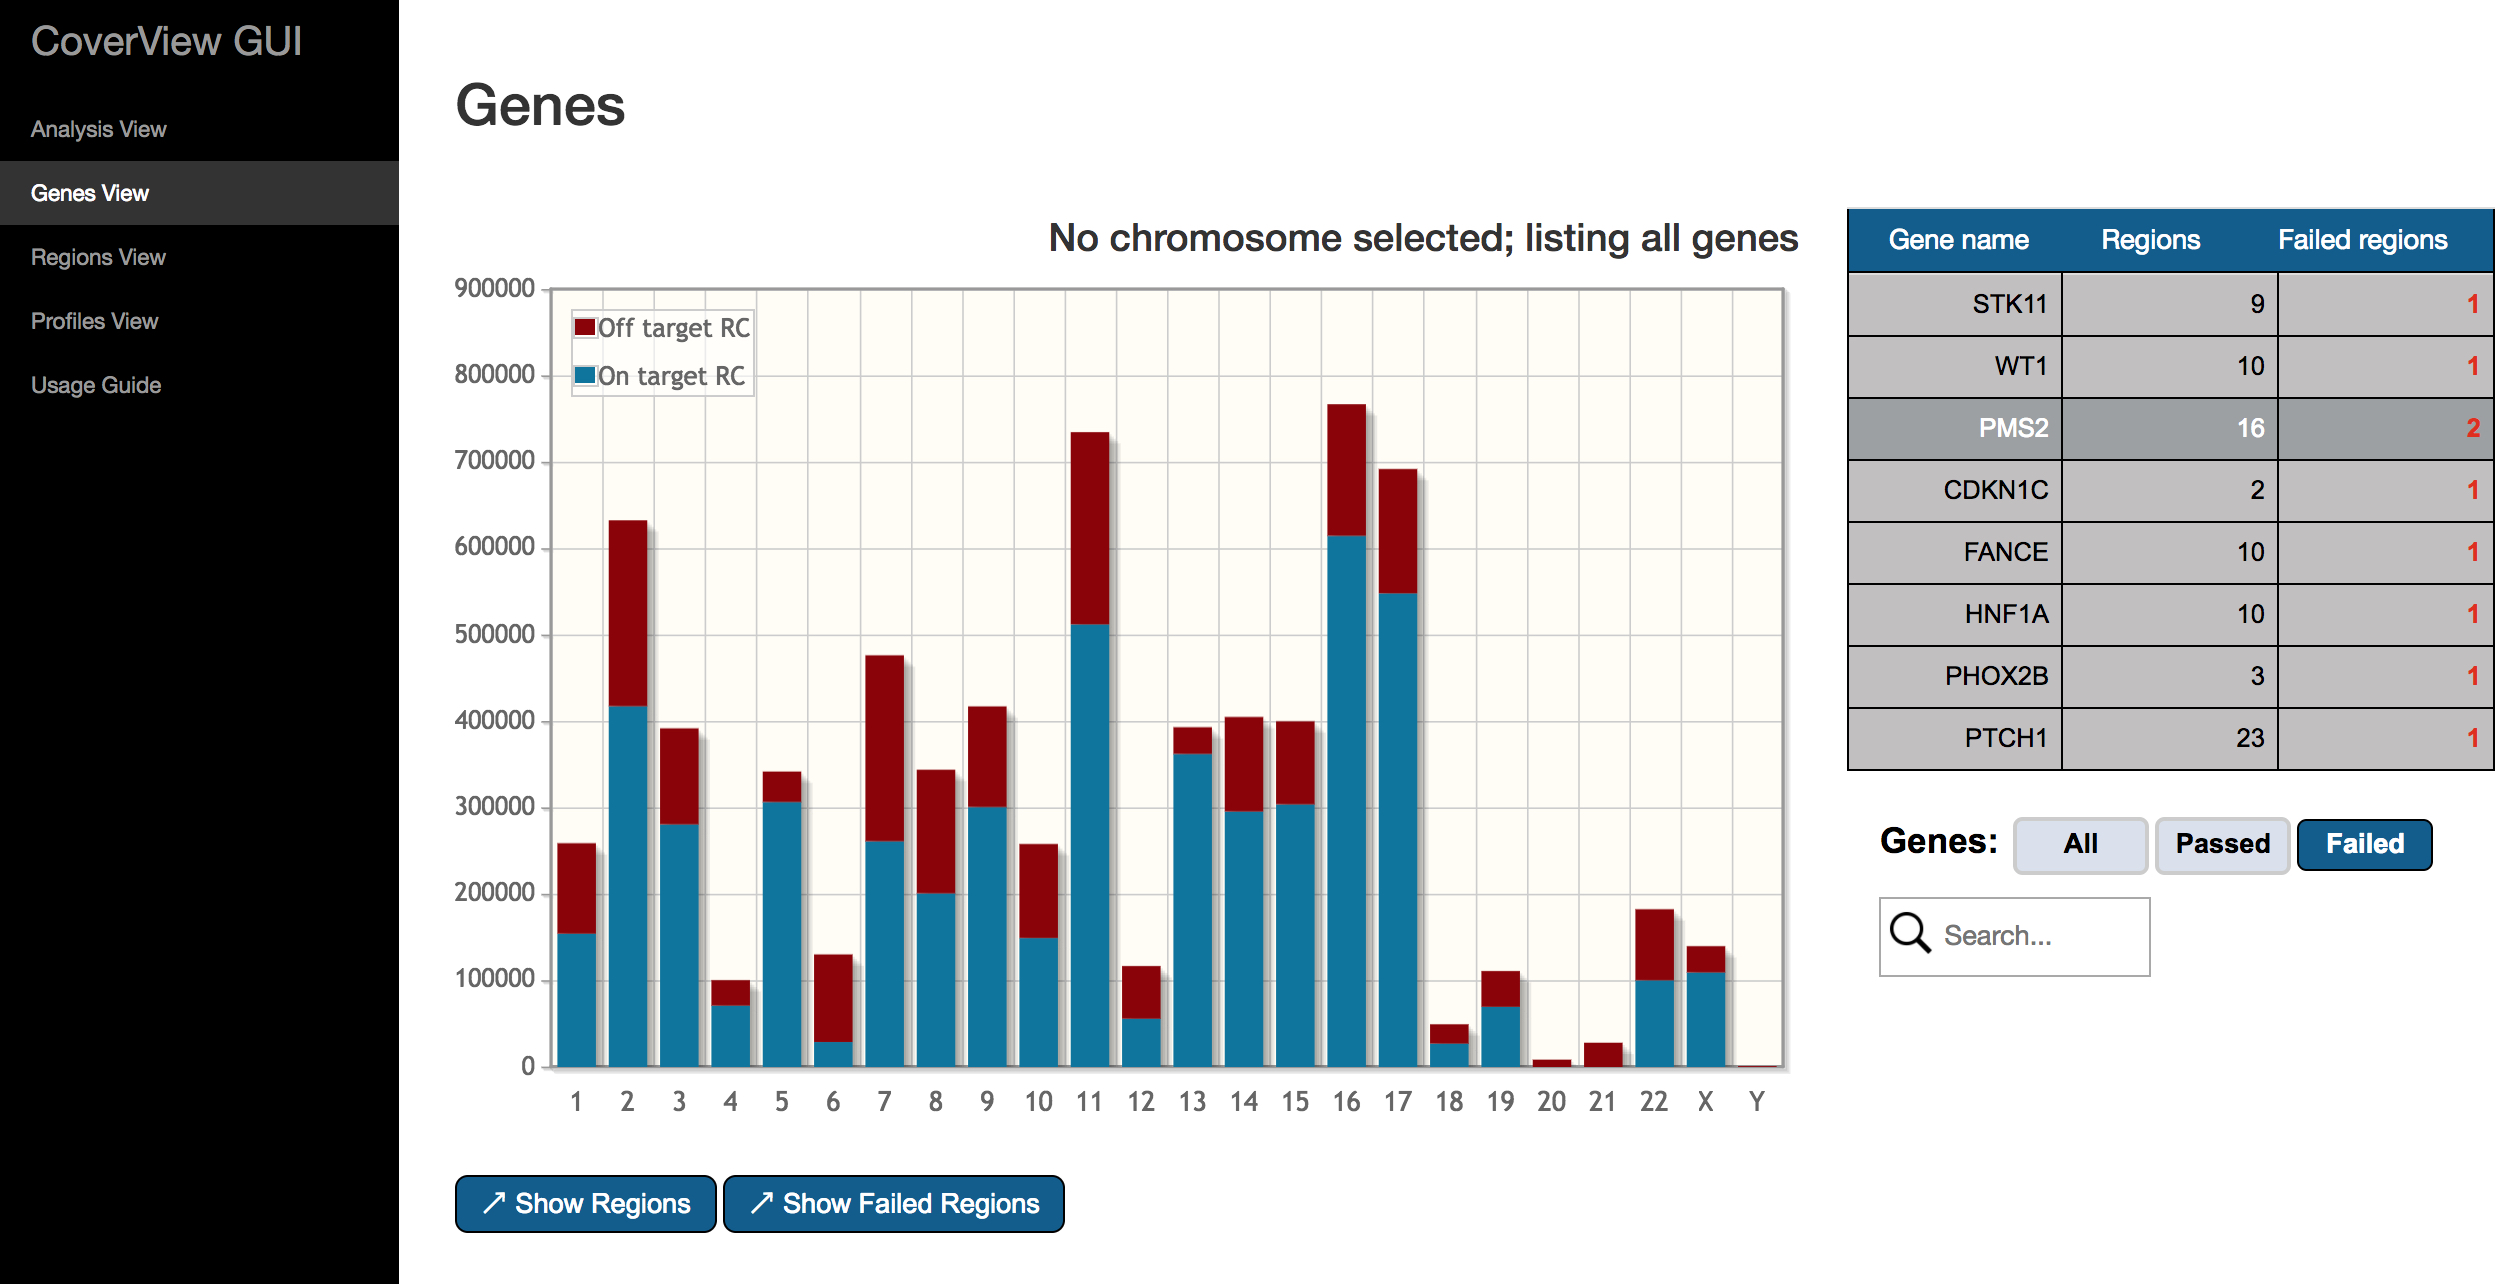 CoverView GUI
Analysis View
Genes View
Regions View
Profiles View
Usage Guide
Genes
No chromosome selected; listing all genes
900000
800000
700000
600000
500000
400000
300000
200000
100000
0
Off target RC
On target RC
1 2 3 4 5 6 7 8 9 10 11 12 13 14 15 16 17 18 19 20 21 22 X Y
↗ Show Regions ↗ Show Failed Regions
Gene name Regions Failed regions
STK11 9 1
WT1 10 1
PMS2 16 2
CDKN1C 2 1
FANCE 10 1
HNF1A 10 1
PHOX2B 3 1
PTCH1 23 1
Genes: All Passed Failed
Search...